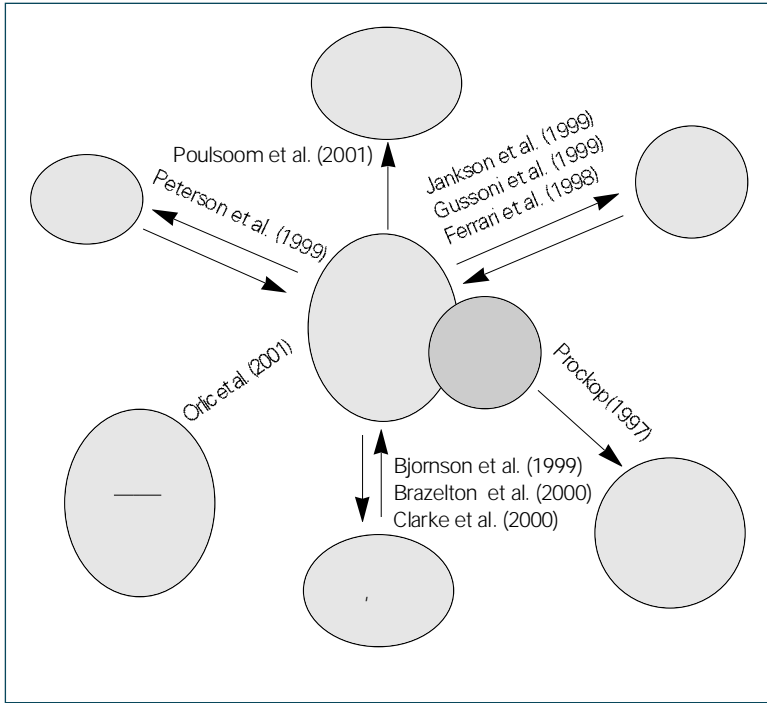 Poulsoom et al. (2001)
Jankson et al. (1999)
Gussoni et al. (1999)
Ferrari et al. (1998)
Peterson et al. (1999)
Orlic et al. (2001)
Prockop (1997)
Bjornson et al. (1999)
Brazelton et al. (2000)
Clarke et al. (2000)